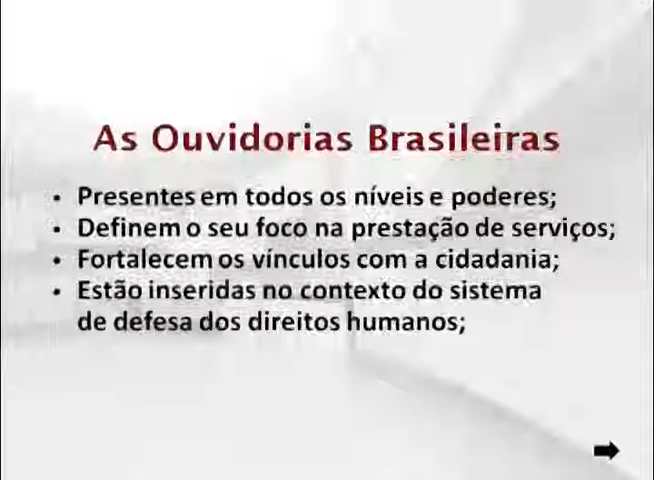 As Ouvidorias Brasileiras
• Presentes em todos os níveis e poderes;
• Definem o seu foco na prestação de serviços;
• Fortalecem os vínculos com a cidadania;
• Estão inseridas no contexto do sistema
de defesa dos direitos humanos;